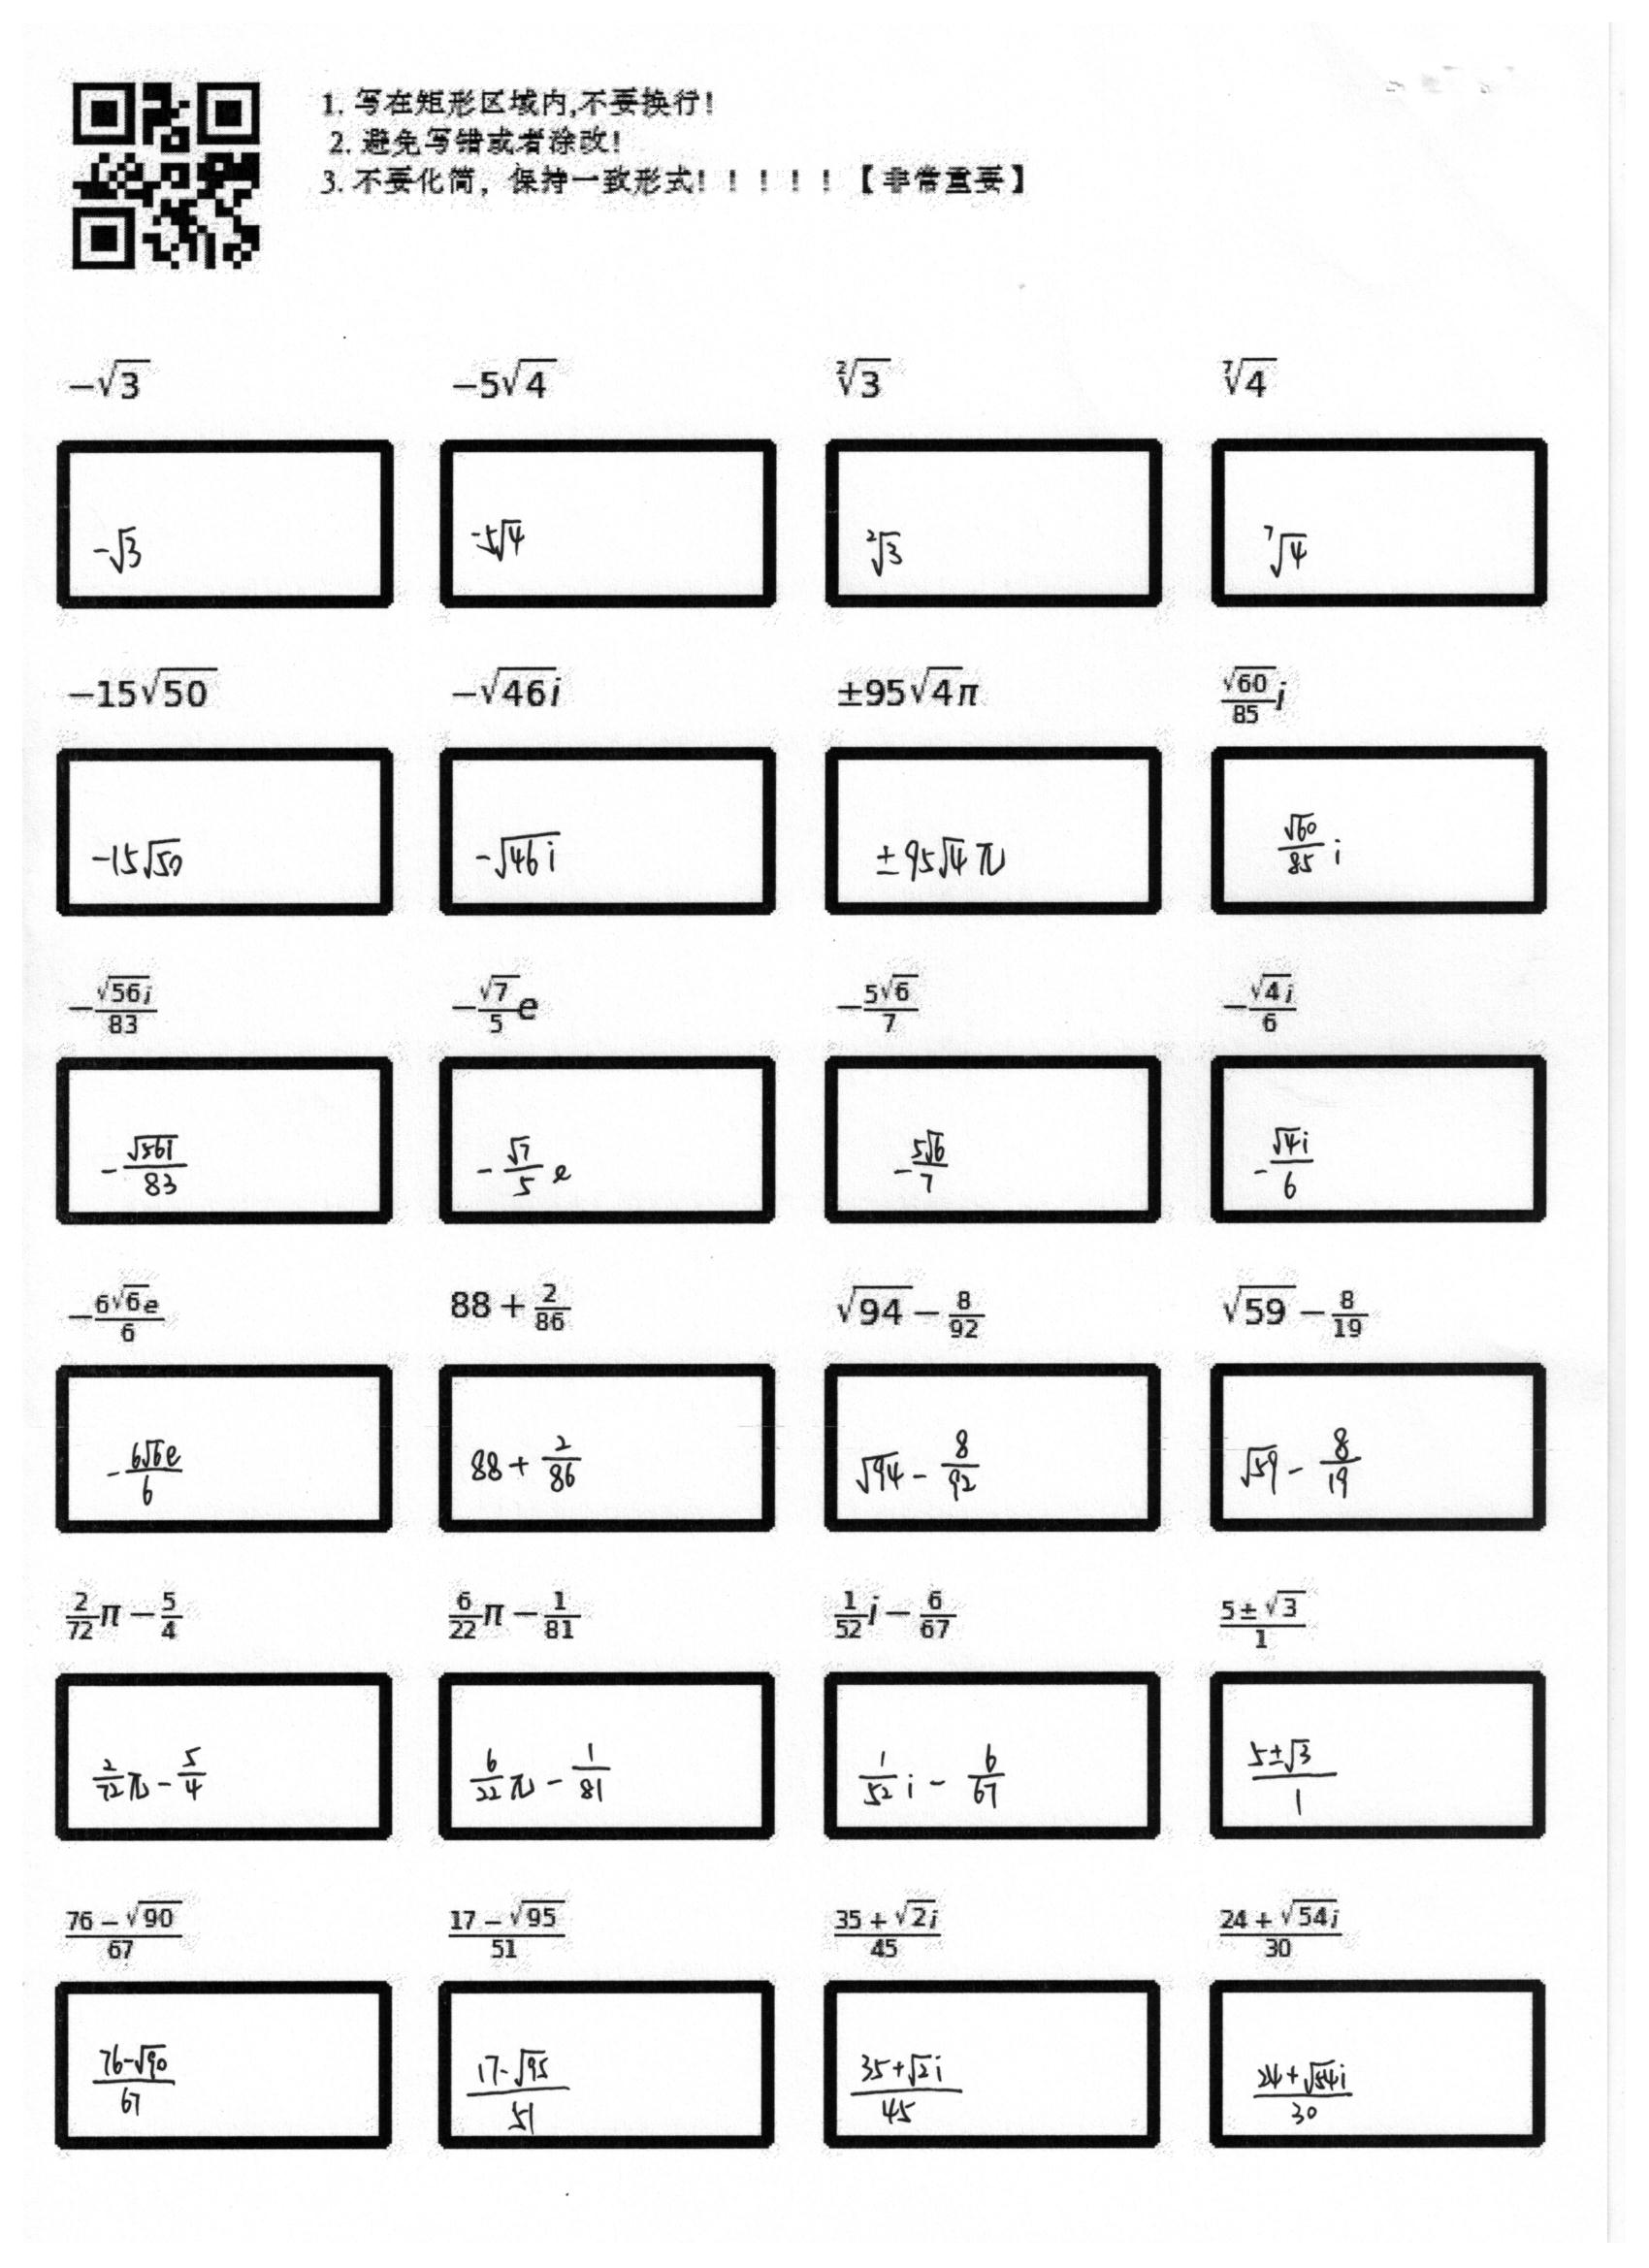 1. 写在矩形区域内,不要换行!
2. 避免写错或者涂改!
3. 不要化简，保持一致形式！！！！！【非常重要】
$-\sqrt{3}$ $-5\sqrt{4}$ $\sqrt[2]{3}$ $\sqrt[7]{4}$
$-\sqrt{3}$ $-5\sqrt{4}$ $\sqrt[2]{3}$ $\sqrt[7]{4}$
$-15\sqrt{50}$ $-\sqrt{46}i$ $\pm95\sqrt{4}\pi$ $\frac{\sqrt{60}}{85}i$
$-15\sqrt{50}$ $-\sqrt{46i}$ $\pm95\sqrt{4}\pi$ $\frac{\sqrt{60}}{85}i$
$-\frac{\sqrt{56}i}{83}$ $-\frac{\sqrt{7}}{5}e$ $-\frac{5\sqrt{6}}{7}$ $-\frac{\sqrt{4}i}{6}$
$-\frac{\sqrt{56i}}{83}$ $-\frac{\sqrt{7}}{5}e$ $-\frac{5\sqrt{6}}{7}$ $-\frac{\sqrt{4}i}{6}$
$-\frac{6\sqrt{6}e}{6}$ $88+\frac{2}{86}$ $\sqrt{94}-\frac{8}{92}$ $\sqrt{59}-\frac{8}{19}$
$-\frac{6\sqrt{6}e}{6}$ $88+\frac{2}{86}$ $\sqrt{94}-\frac{8}{92}$ $\sqrt{59}-\frac{8}{19}$
$\frac{2}{72}\pi-\frac{5}{4}$ $\frac{6}{22}\pi-\frac{1}{81}$ $\frac{1}{52}i-\frac{6}{67}$ $\frac{5\pm\sqrt{3}}{1}$
$\frac{2}{72}\pi-\frac{5}{4}$ $\frac{6}{22}\pi-\frac{1}{81}$ $\frac{1}{52}i-\frac{6}{67}$ $\frac{5\pm\sqrt{3}}{1}$
$\frac{76-\sqrt{90}}{67}$ $\frac{17-\sqrt{95}}{51}$ $\frac{35+\sqrt{2}i}{45}$ $\frac{24+\sqrt{54}i}{30}$
$\frac{76-\sqrt{90}}{67}$ $\frac{17-\sqrt{95}}{51}$ $\frac{35+\sqrt{2}i}{45}$ $\frac{24+\sqrt{54}i}{30}$